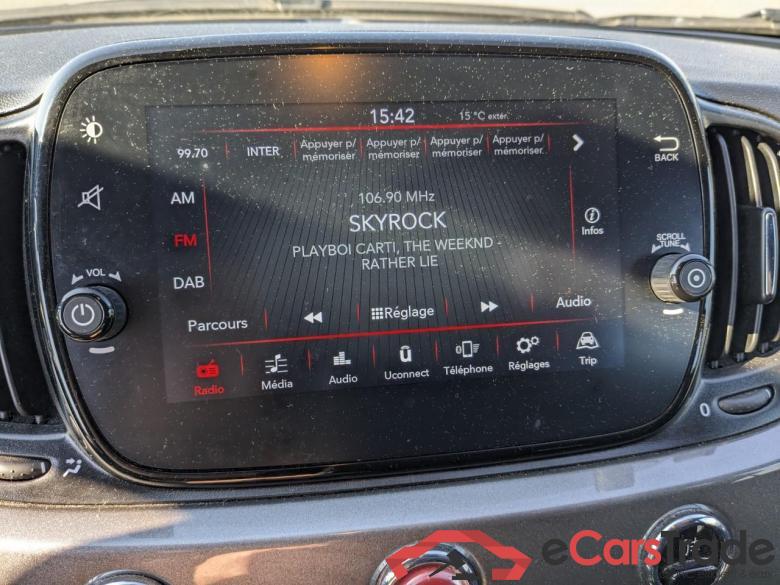 15:42
15 °C extér.
99.70
INTER
Appuyer p/
mémoriser
Appuyer p/
mémoriser
Appuyer p/
mémoriser
Appuyer p/
mémoriser.
BACK
AM
106.90 MHz
SKYROCK
Infos
FM
PLAYBOI CARTI, THE WEEKND -
RATHER LIE
SCROLL
TUNE
VOL
DAB
Parcours
Réglage
Audio
Radio
Média
Audio
Uconnect
Téléphone
Réglages
Trip
0
eCarsTrade